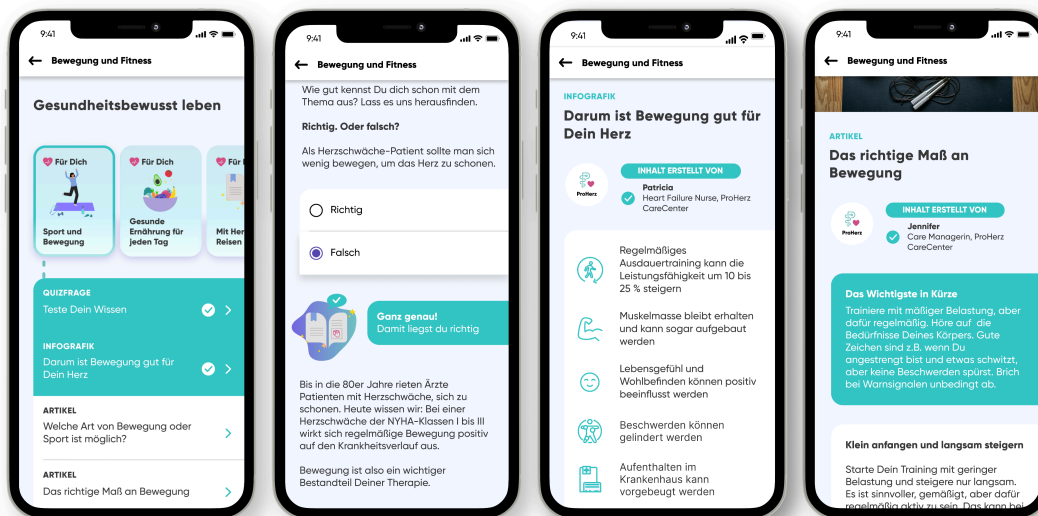 9:41
Bewegung und Fitness
Gesundheitsbewusst leben
Für Dich
Sport und
Bewegung
Für Dich
Gesunde
Ernährung für
jeden Tag
Für
Mit Her
Reisen
QUIZFRAGE
Teste Dein Wissen
INFOGRAFIK
Darum ist Bewegung gut für
Dein Herz
ARTIKEL
Welche Art von Bewegung oder
Sport ist möglich?
ARTIKEL
Das richtige Maß an Bewegung
9:41
Bewegung und Fitness
Wie gut kennst Du dich schon mit dem
Thema aus? Lass es uns herausfinden.
Richtig. Oder falsch?
Als Herzschwäche-Patient sollte man sich
wenig bewegen, um das Herz zu schonen.
Richtig
Falsch
Ganz genau!
Damit liegst du richtig
Bis in die 80er Jahre rieten Ärzte
Patienten mit Herzschwäche, sich zu
schonen. Heute wissen wir: Bei einer
Herzschwäche der NYHA-Klassen I bis III
wirkt sich regelmäßige Bewegung positiv
auf den Krankheitsverlauf aus.
Bewegung ist also ein wichtiger
Bestandteil Deiner Therapie.
9:41
Bewegung und Fitness
INFOGRAFIK
Darum ist Bewegung gut für
Dein Herz
ProHerz
INHALT ERSTELLT VON
Patricia
Heart Failure Nurse, ProHerz
CareCenter
Regelmäßiges
Ausdauertraining kann die
Leistungsfähigkeit um 10 bis
25 % steigern
Muskelmasse bleibt erhalten
und kann sogar aufgebaut
werden
Lebensgefühl und
Wohlbefinden können positiv
beeinflusst werden
Beschwerden können
gelindert werden
Aufenthalten im
Krankenhaus kann
vorgebeugt werden
9:41
Bewegung und Fitness
ARTIKEL
Das richtige Maß an
Bewegung
ProHerz
INHALT ERSTELLT VON
Jennifer
Care Managerin, ProHerz
CareCenter
Das Wichtigste in Kürze
Trainiere mit mäßiger Belastung, aber
dafür regelmäßig. Höre auf die
Bedürfnisse Deines Körpers. Gute
Zeichen sind z.B. wenn Du
angestrengt bist und etwas schwitzt,
aber keine Beschwerden spürst. Brich
bei Warnsignalen unbedingt ab.
Klein anfangen und langsam steigern
Starte Dein Training mit geringer
Belastung und steigere nur langsam.
Es ist sinnvoller, gemäßigt, aber dafür
regelmäßig aktiv zu sein. Das kann bei